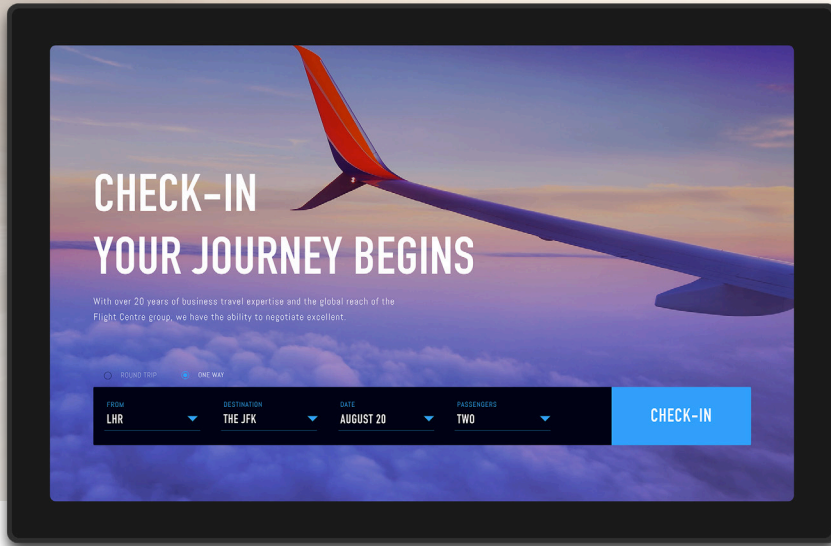 CHECK-IN
YOUR JOURNEY BEGINS
With over 20 years of business travel expertise and the global reach of the
Flight Centre group, we have the ability to negotiate excellent.
ROUND TRIP ONE WAY
FROM DESTINATION DATE PASSENGERS
LHR THE JFK AUGUST 20 TWO
CHECK-IN